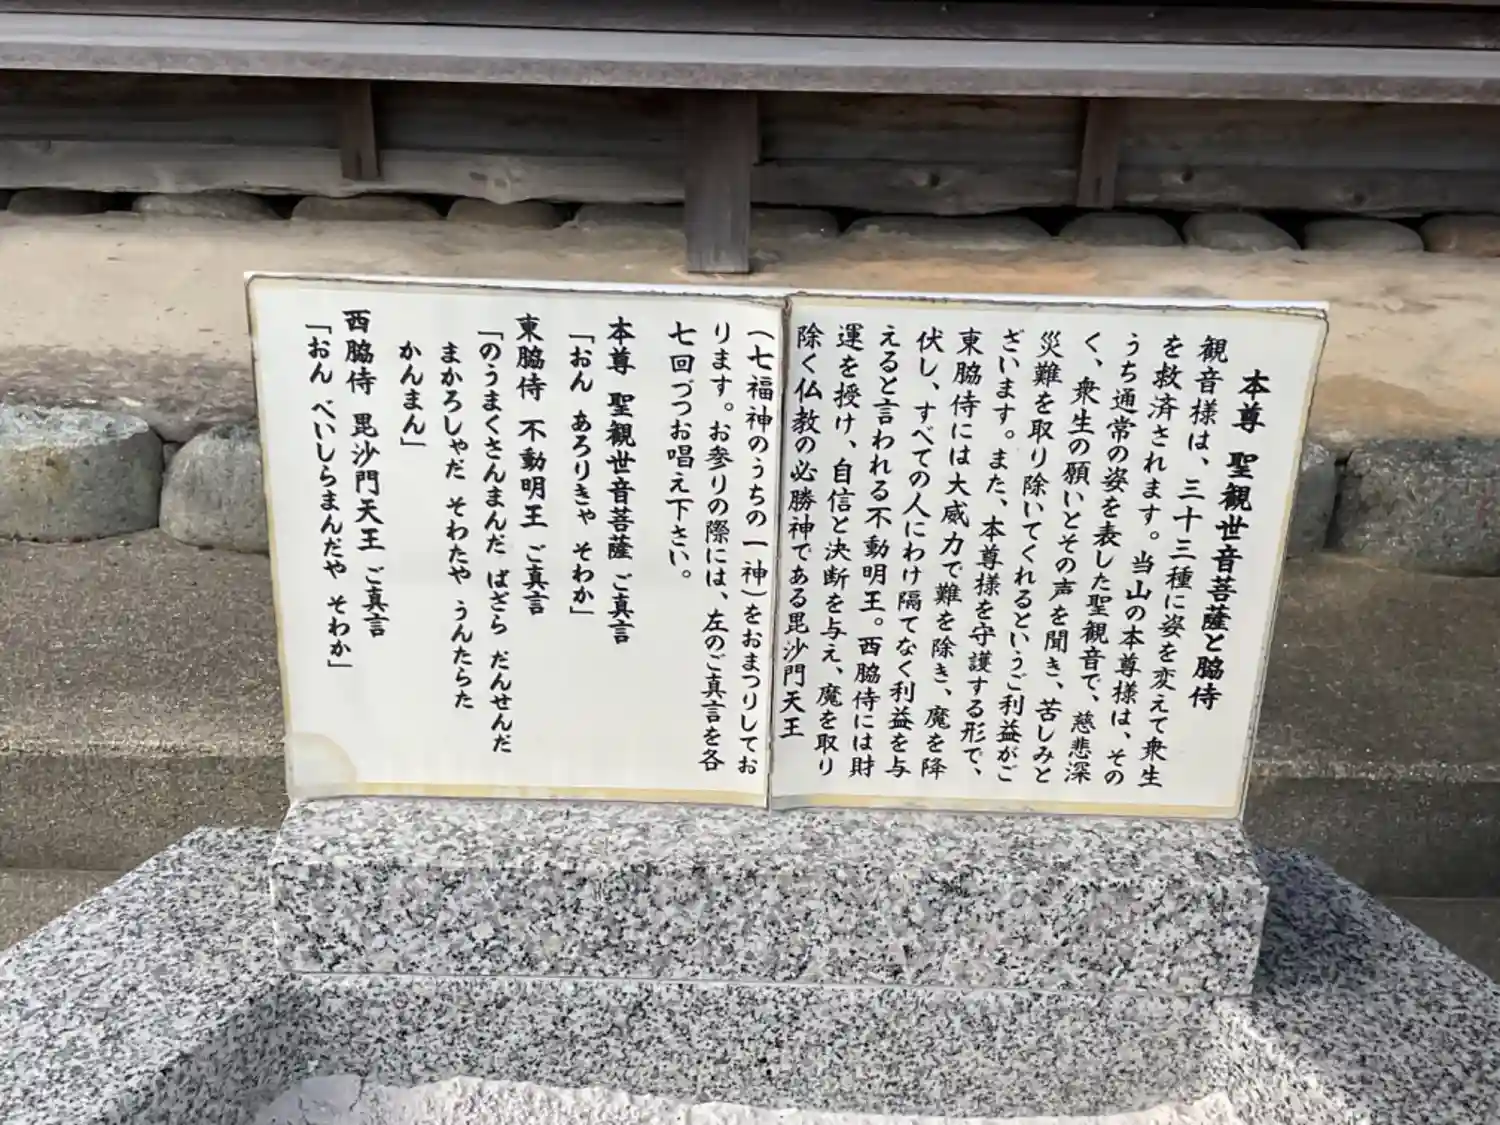 本尊 聖観世音菩薩と脇侍
観音様は、三十三種に姿を変えて衆生
を救済されます。当山の本尊様は、その
うち通常の姿を表した聖観音で、慈悲深
く、衆生の願いとその声を聞き、苦しみと
災難を取り除いてくれるというご利益がご
ざいます。また、本尊様を守護する形で、
東脇侍には大威力で難を除き、魔を降
伏し、すべての人にわけ隔てなく利益を与
えると言われる不動明王。西脇侍には財
運を授け、自信と決断を与え、魔を取り
除く仏教の必勝神である毘沙門天王
(七福神のうちの一神)をおまつりしてお
ります。お参りの際には、左のご真言を各
七回づつお唱え下さい。
本尊 聖観世音菩薩 ご真言
「おん あろりきゃ そわか」
東脇侍 不動明王 ご真言
「のうまくさんまんだ ばざら だんせんだ
まかろしゃだ そわたや うんたらた
かんまん」
西脇侍 毘沙門天王 ご真言
「おん べいしらまんだや そわか」